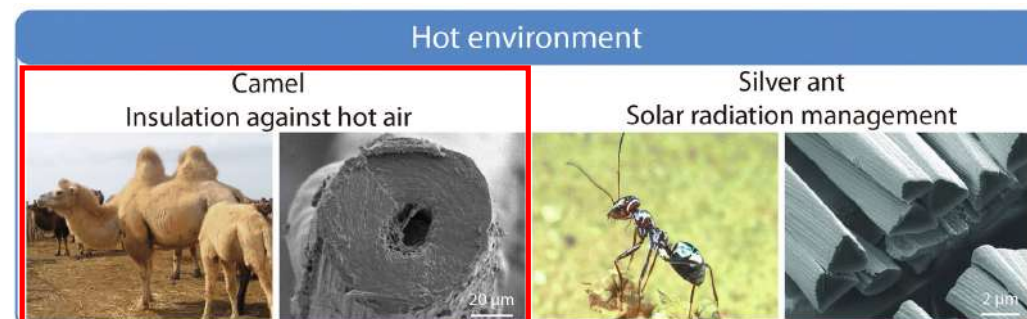 Hot environment
Camel
Insulation against hot air
Silver ant
Solar radiation management
20 μm
2 μm